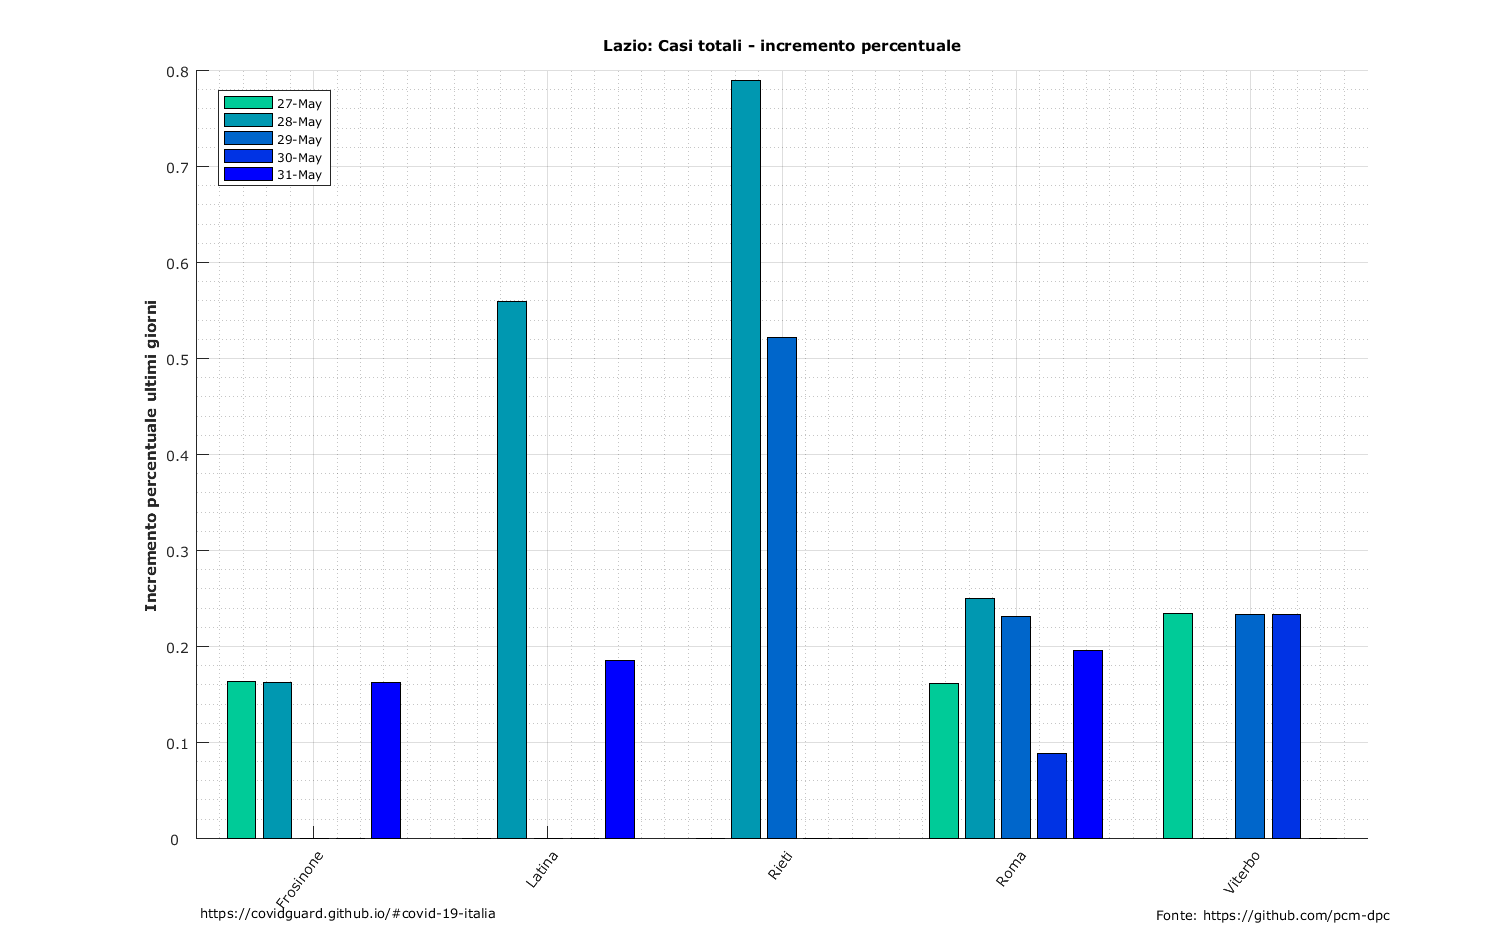 Lazio: Casi totali - incremento percentuale
0.8
0.7
0.6
0.5
0.4
0.3
0.2
0.1
0
27-May
28-May
29-May
30-May
31-May
Incremento percentuale ultimi giorni
Frosinone
Latina
Rieti
Roma
Viterbo
https://covidguard.github.io/#covid-19-italia
Fonte: https://github.com/pcm-dpc